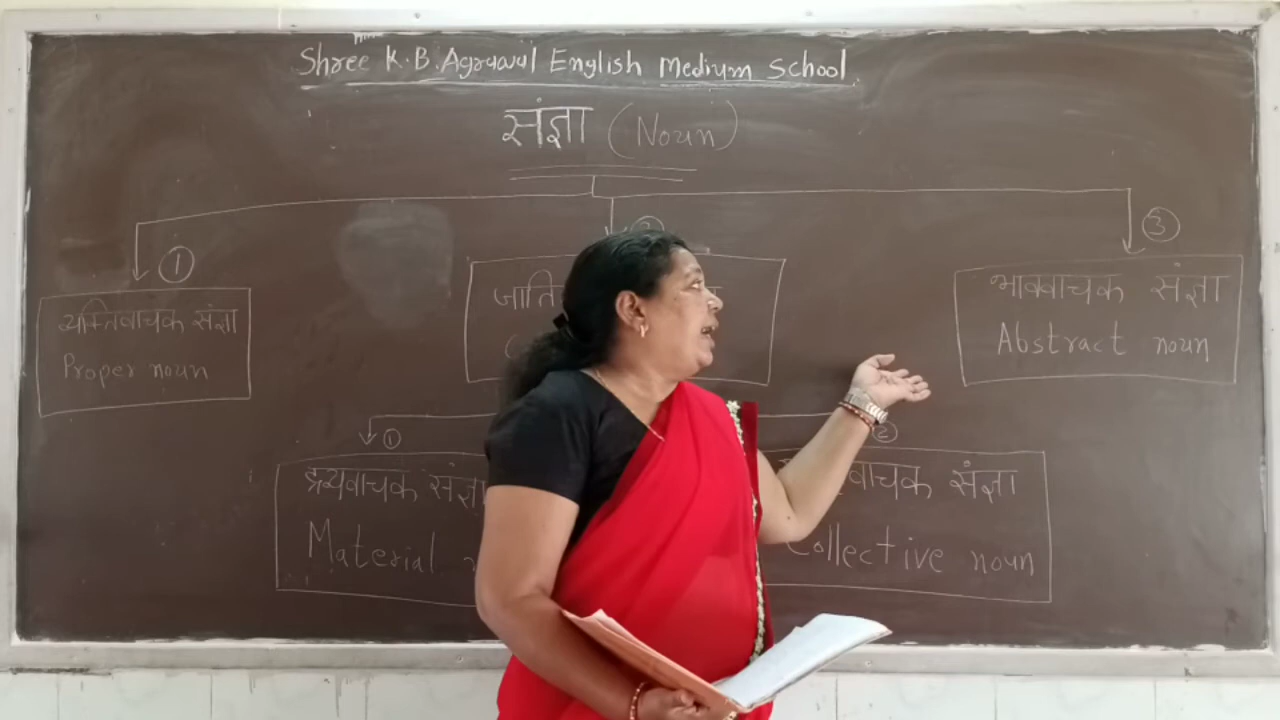 Shree K.B. Agrawal English Medium School
संज्ञा (Noun)
①
③
व्यक्तिवाचक संज्ञा
Proper noun
जाति
भाववाचक संज्ञा
Abstract noun
①
②
द्रव्यवाचक संज्ञा
Material
वाचक संज्ञा
Collective noun